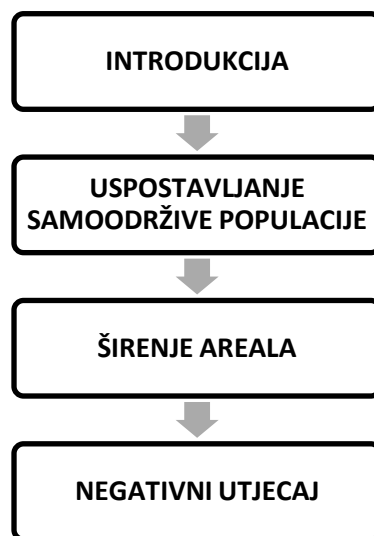 INTRODUKCIJA
USPOSTAVLJANJE
SAMOODRŽIVE POPULACIJE
ŠIRENJE AREALA
NEGATIVNI UTJECAJ